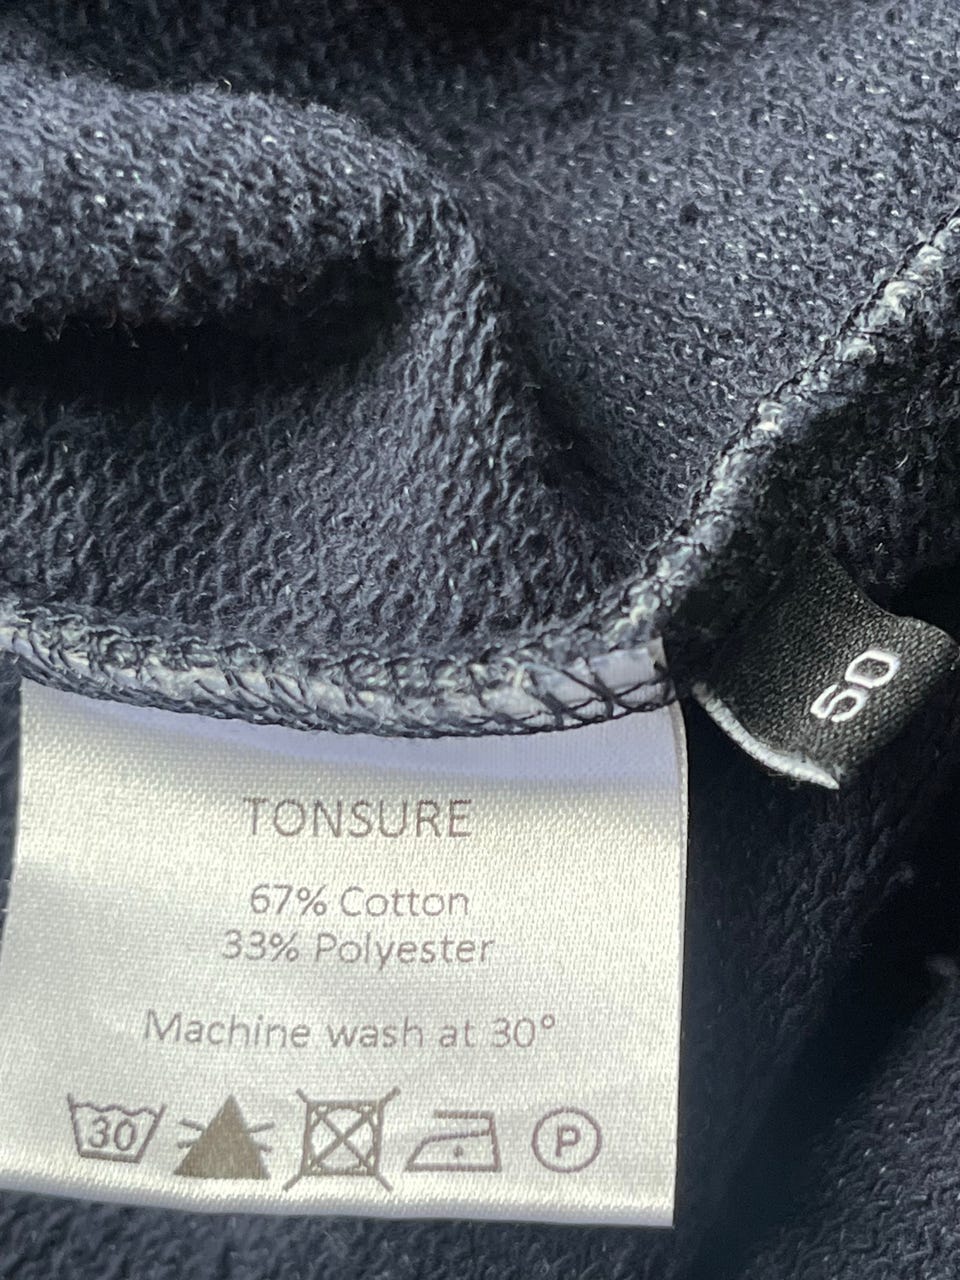 TONSURE
67% Cotton
33% Polyester
Machine wash at 30°
30
P
50